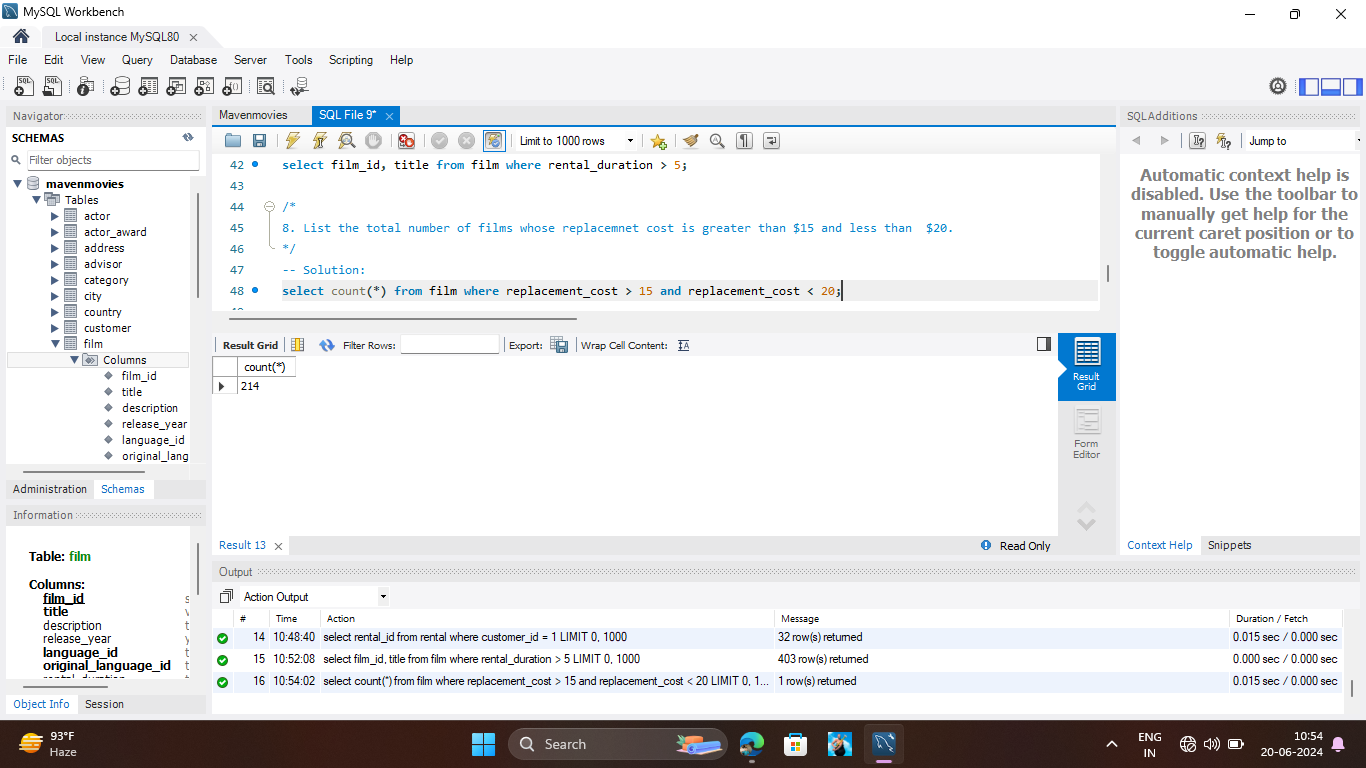 MySQL Workbench
Local instance MySQL80
File Edit View Query Database Server Tools Scripting Help
Navigator
SCHEMAS
Filter objects
mavenmovies
Tables
actor
actor_award
address
advisor
category
city
country
customer
film
Columns
film_id
title
description
release_year
language_id
original_lang
Administration Schemas
Information
Table: film
Columns:
film_id s
title v
description t
release_year y
language_id t
original_language_id t
Object Info Session
Mavenmovies SQL File 9*
Limit to 1000 rows
42 select film_id, title from film where rental_duration > 5;
43
44 /*
45 8. List the total number of films whose replacemnet cost is greater than $15 and less than $20.
46 */
47 -- Solution:
48 select count(*) from film where replacement_cost > 15 and replacement_cost < 20;
Result Grid Filter Rows: Export: Wrap Cell Content:
count(*)
214
Result
Grid
Form
Editor
Result 13 Read Only
SQLAdditions
Jump to
Automatic context help is
disabled. Use the toolbar to
manually get help for the
current caret position or to
toggle automatic help.
Context Help Snippets
Output
Action Output
# Time Action Message Duration / Fetch
14 10:48:40 select rental_id from rental where customer_id = 1 LIMIT 0, 1000 32 row(s) returned 0.015 sec / 0.000 sec
15 10:52:08 select film_id, title from film where rental_duration > 5 LIMIT 0, 1000 403 row(s) returned 0.000 sec / 0.000 sec
16 10:54:02 select count(*) from film where replacement_cost > 15 and replacement_cost < 20 LIMIT 0, 1... 1 row(s) returned 0.015 sec / 0.000 sec
93°F
Haze
Search
ENG
IN
10:54
20-06-2024